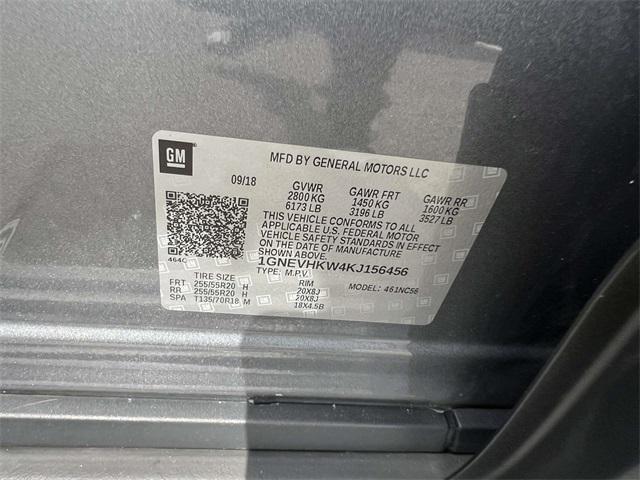 GM
MFD BY GENERAL MOTORS LLC
09/18
GVWR GAWR FRT GAWR RR
2800 KG 1450 KG 1600 KG
6173 LB 3196 LB 3527 LB
THIS VEHICLE CONFORMS TO ALL
APPLICABLE U.S. FEDERAL MOTOR
VEHICLE SAFETY STANDARDS IN EFFECT
ON THE DATE OF MANUFACTURE
SHOWN ABOVE.
464C
1GNEVHKW4KJ156456
TYPE: M.P.V.
MODEL: 461NC56
TIRE SIZE RIM
FRT 255/55R20 H 20X8J
RR 255/55R20 H 20X8J
SPA T135/70R18 M 18X4.5B